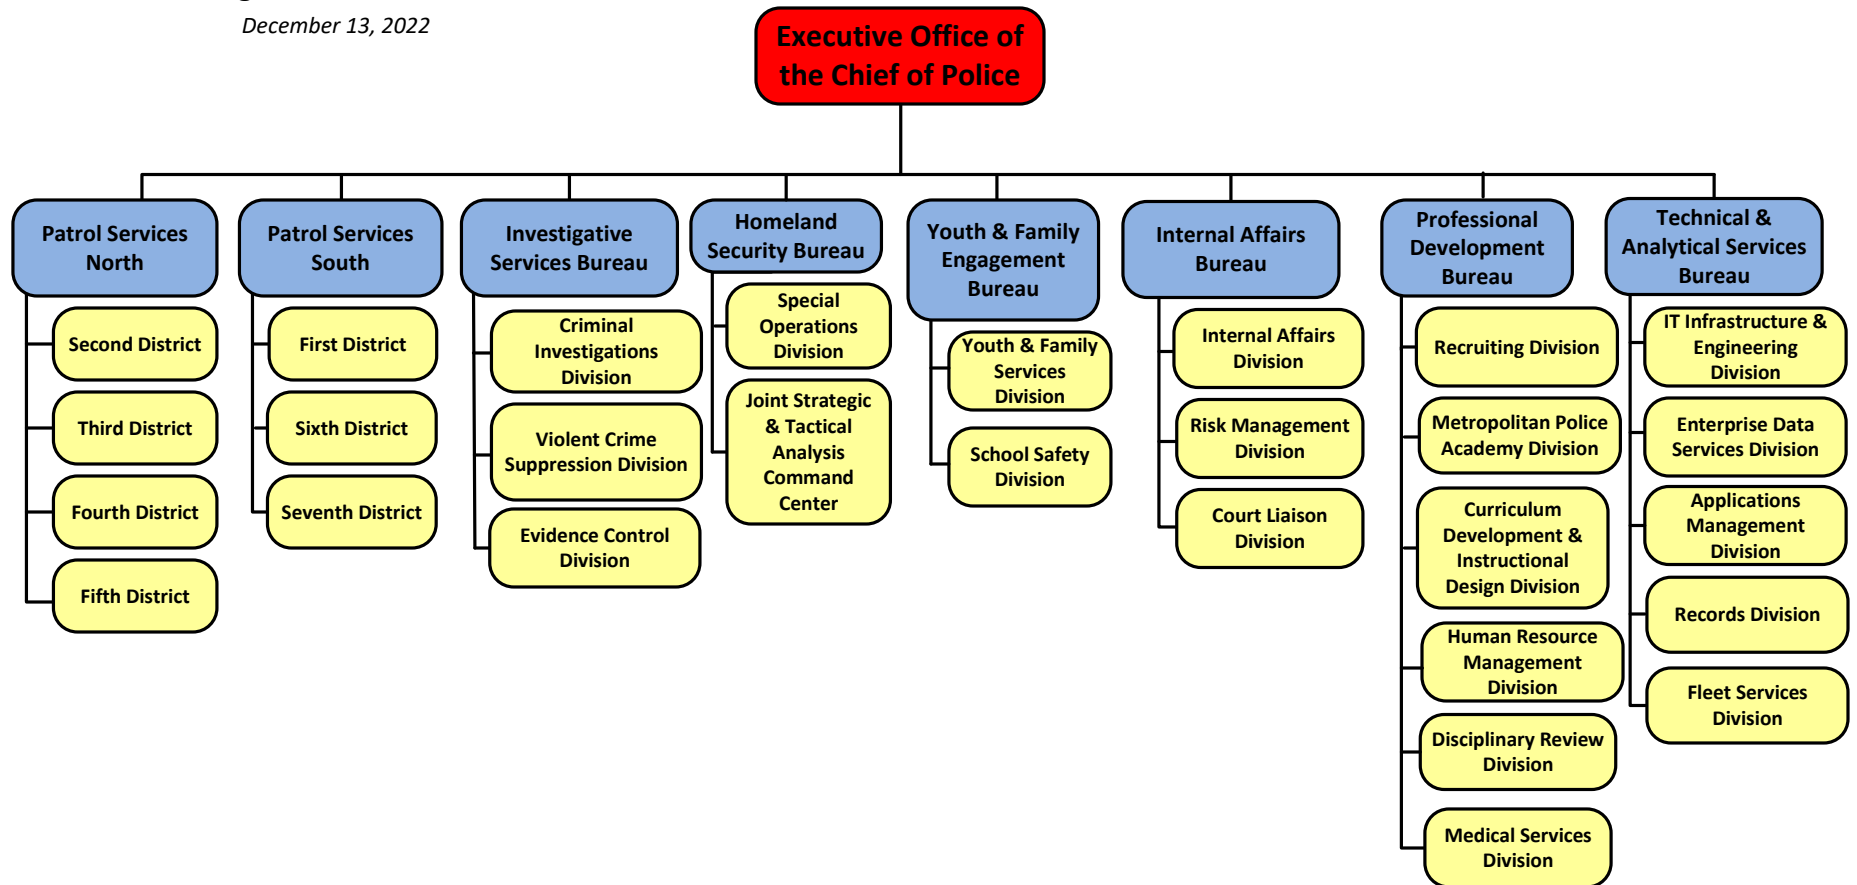 December 13, 2022
Executive Office of
the Chief of Police
Patrol Services
North
Second District
Third District
Fourth District
Fifth District
Patrol Services
South
First District
Sixth District
Seventh District
Investigative
Services Bureau
Criminal
Investigations
Division
Violent Crime
Suppression Division
Evidence Control
Division
Homeland
Security Bureau
Special
Operations
Division
Joint Strategic
& Tactical
Analysis
Command
Center
Youth & Family
Engagement
Bureau
Youth & Family
Services
Division
School Safety
Division
Internal Affairs
Bureau
Internal Affairs
Division
Risk Management
Division
Court Liaison
Division
Professional
Development
Bureau
Recruiting Division
Metropolitan Police
Academy Division
Curriculum
Development &
Instructional
Design Division
Human Resource
Management
Division
Disciplinary Review
Division
Medical Services
Division
Technical &
Analytical Services
Bureau
IT Infrastructure &
Engineering
Division
Enterprise Data
Services Division
Applications
Management
Division
Records Division
Fleet Services
Division